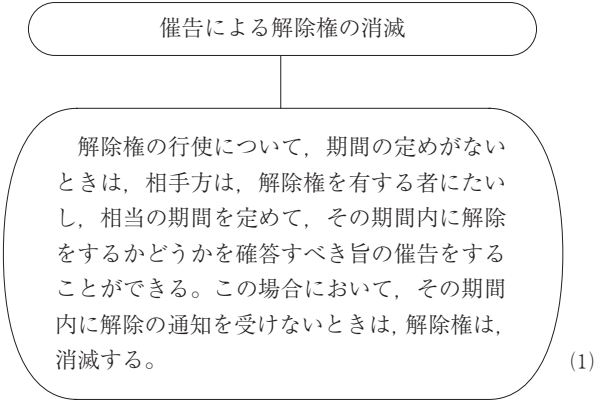 催告による解除権の消滅
解除権の行使について，期間の定めがない
ときは，相手方は，解除権を有する者にたい
し，相当の期間を定めて，その期間内に解除
をするかどうかを確答すべき旨の催告をする
ことができる。この場合において，その期間
内に解除の通知を受けないときは，解除権は，
消滅する。
(1)